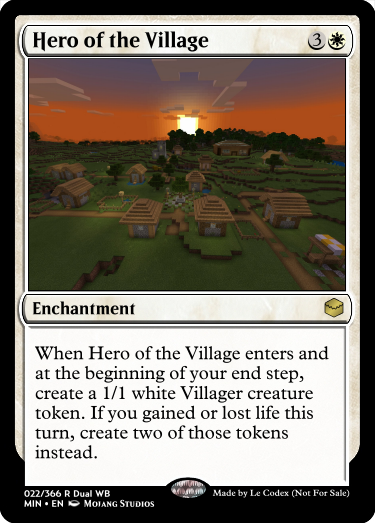 Hero of the Village 3
Enchantment
When Hero of the Village enters and
at the beginning of your end step,
create a 1/1 white Villager creature
token. If you gained or lost life this
turn, create two of those tokens
instead.
022/366 R Dual WB
MIN • EN Mojang Studios
Made by Le Codex (Not For Sale)